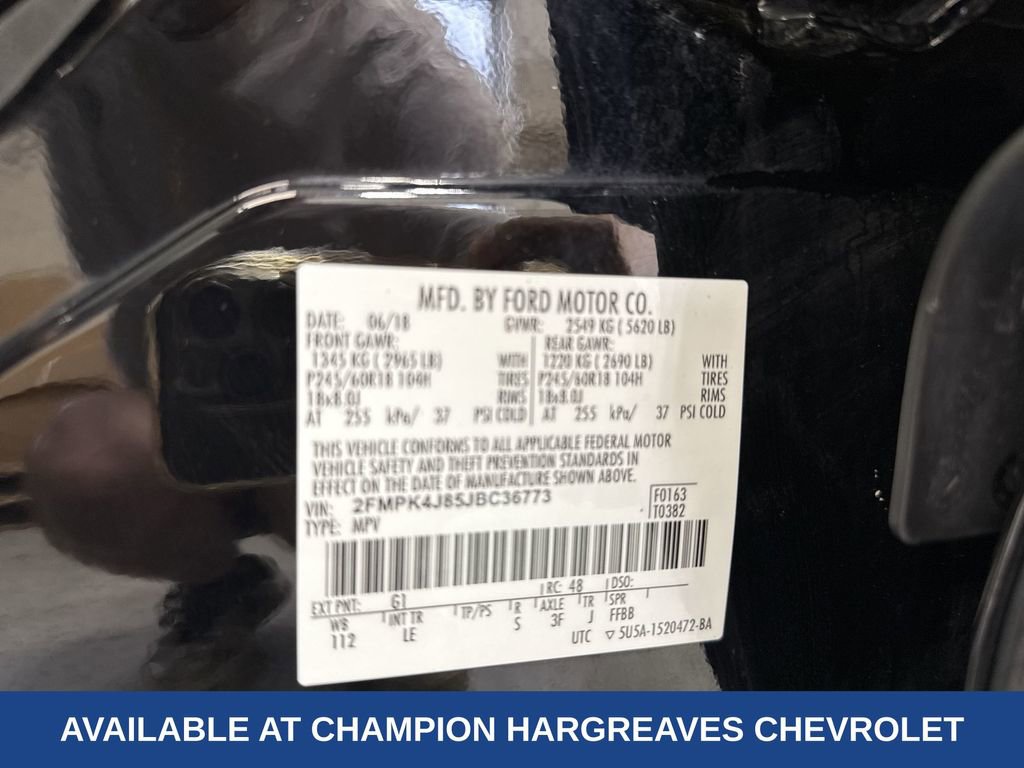 MFD. BY FORD MOTOR CO.
DATE: 06/18 GVWR: 2549 KG ( 5620 LB)
FRONT GAWR: REAR GAWR:
1345 KG ( 2965 LB) WITH 1220 KG ( 2690 LB) WITH
P245/60R18 104H TIRES P245/60R18 104H TIRES
18x8.0J RIMS 18x8.0J RIMS
AT 255 kPa/ 37 PSI COLD AT 255 kPa/ 37 PSI COLD
THIS VEHICLE CONFORMS TO ALL APPLICABLE FEDERAL MOTOR
VEHICLE SAFETY AND THEFT PREVENTION STANDARDS IN
EFFECT ON THE DATE OF MANUFACTURE SHOWN ABOVE.
VIN: 2FMPK4J85JBC36773 F0163
TYPE: MPV T0382
EXT PNT: G1 RC: 48 DSO:
WB INT TR TP/PS R AXLE TR SPR
112 LE S 3F J FFBB
UTC ▽ 5U5A-1520472-BA
AVAILABLE AT CHAMPION HARGREAVES CHEVROLET